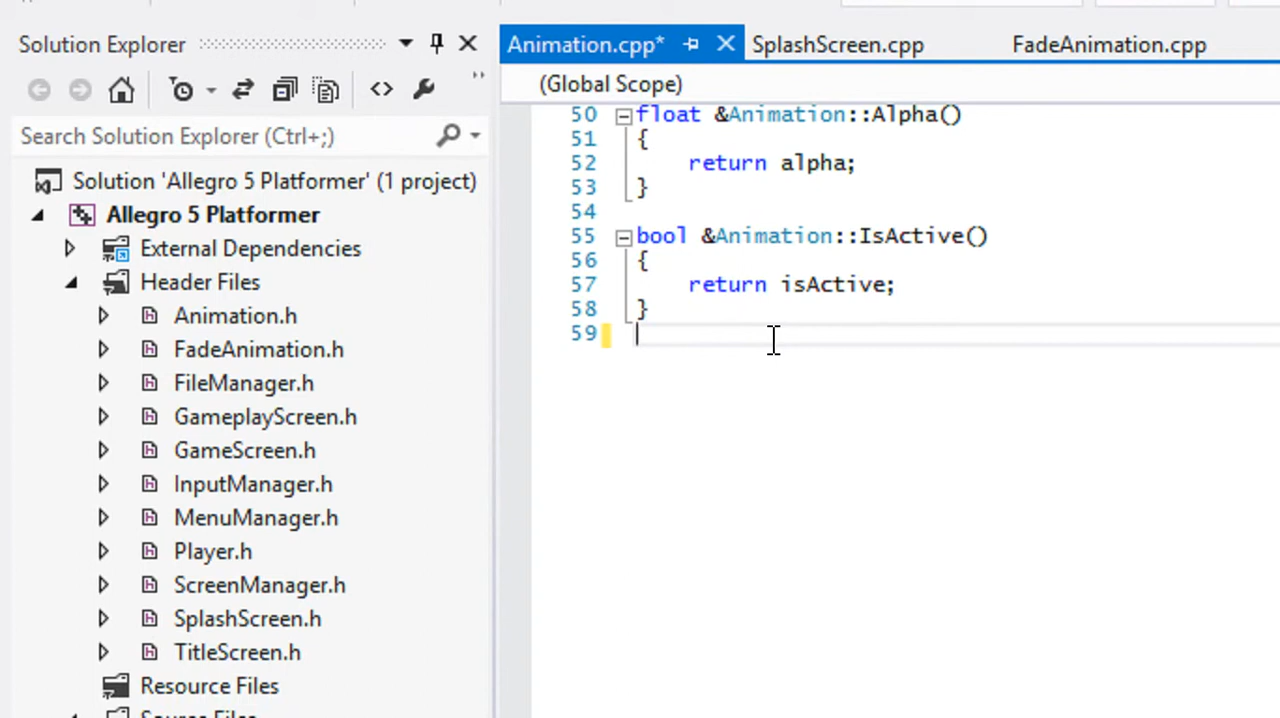 Solution Explorer
Search Solution Explorer (Ctrl+;)
Solution 'Allegro 5 Platformer' (1 project)
Allegro 5 Platformer
External Dependencies
Header Files
Animation.h
FadeAnimation.h
FileManager.h
GameplayScreen.h
GameScreen.h
InputManager.h
MenuManager.h
Player.h
ScreenManager.h
SplashScreen.h
TitleScreen.h
Resource Files
Source Files
Animation.cpp* SplashScreen.cpp FadeAnimation.cpp
(Global Scope)
50 float &Animation::Alpha()
51 {
52 return alpha;
53 }
54
55 bool &Animation::IsActive()
56 {
57 return isActive;
58 }
59